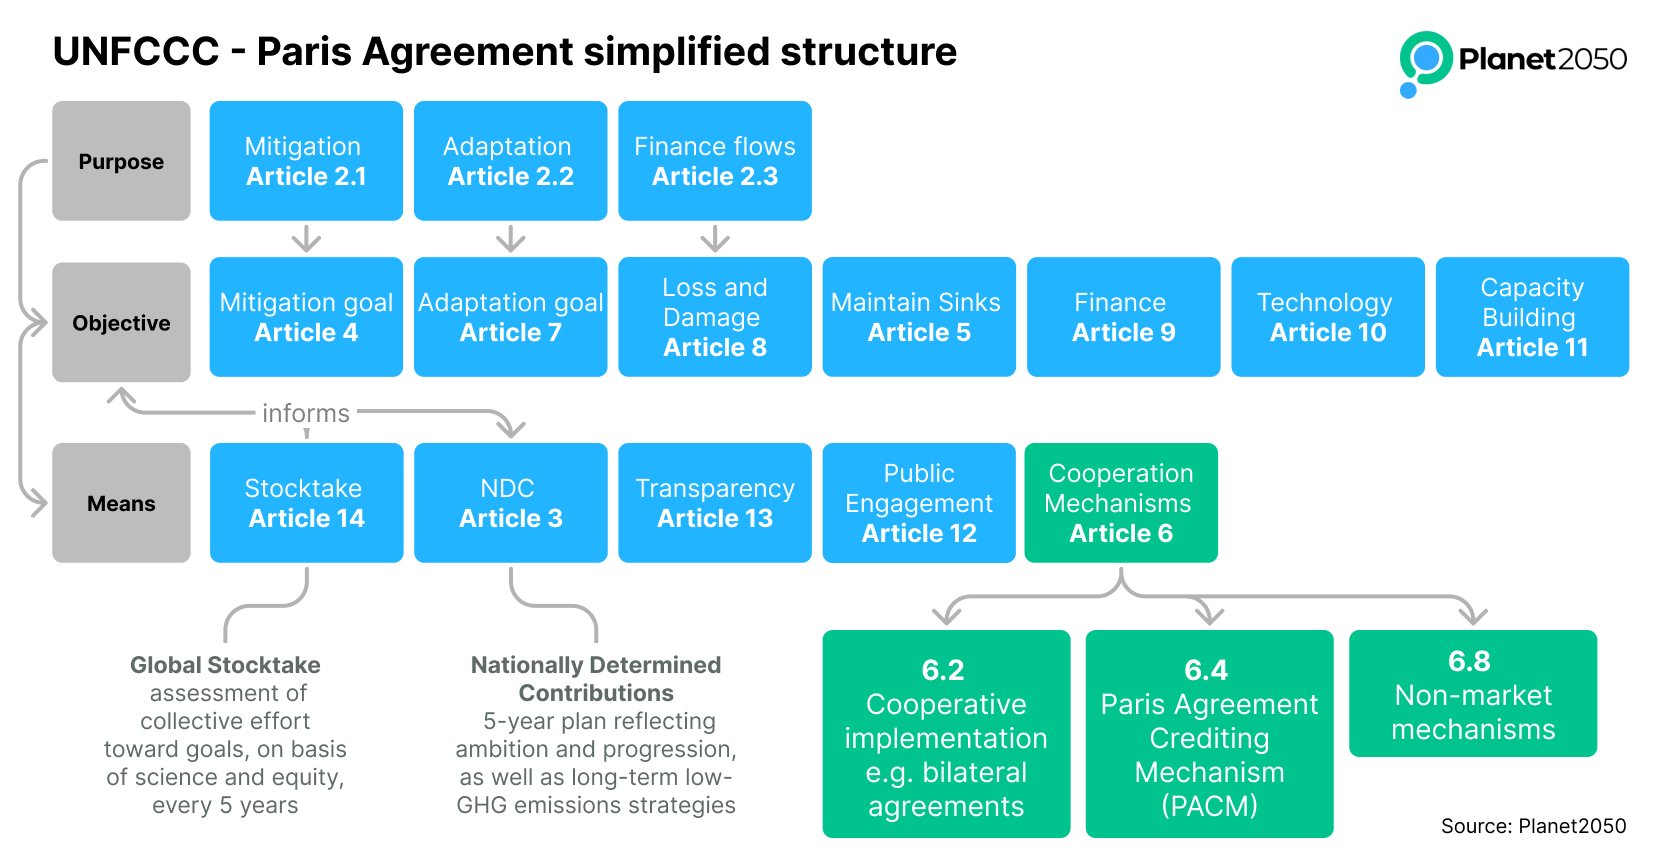 UNFCCC - Paris Agreement simplified structure
Planet2050
Purpose
Mitigation
Article 2.1
Adaptation
Article 2.2
Finance flows
Article 2.3
Objective
Mitigation goal
Article 4
Adaptation goal
Article 7
Loss and
Damage
Article 8
Maintain Sinks
Article 5
Finance
Article 9
Technology
Article 10
Capacity
Building
Article 11
informs
Means
Stocktake
Article 14
NDC
Article 3
Transparency
Article 13
Public
Engagement
Article 12
Cooperation
Mechanisms
Article 6
Global Stocktake
assessment of
collective effort
toward goals, on basis
of science and equity,
every 5 years
Nationally Determined
Contributions
5-year plan reflecting
ambition and progression,
as well as long-term low-
GHG emissions strategies
6.2
Cooperative
implementation
e.g. bilateral
agreements
6.4
Paris Agreement
Crediting
Mechanism
(PACM)
6.8
Non-market
mechanisms
Source: Planet2050